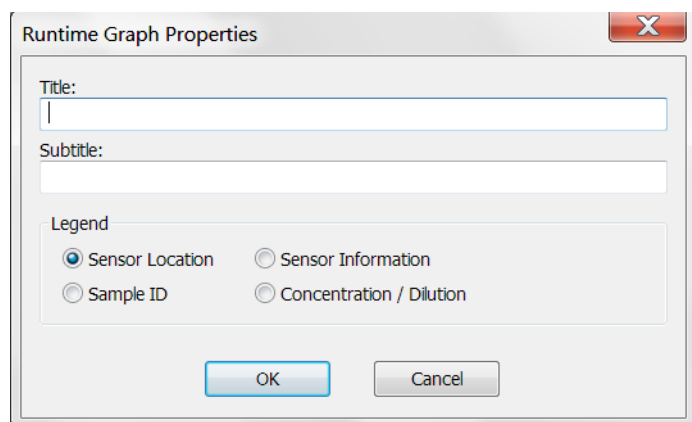 Runtime Graph Properties
Title:
Subtitle:
Legend
Sensor Location Sensor Information
Sample ID Concentration / Dilution
OK Cancel